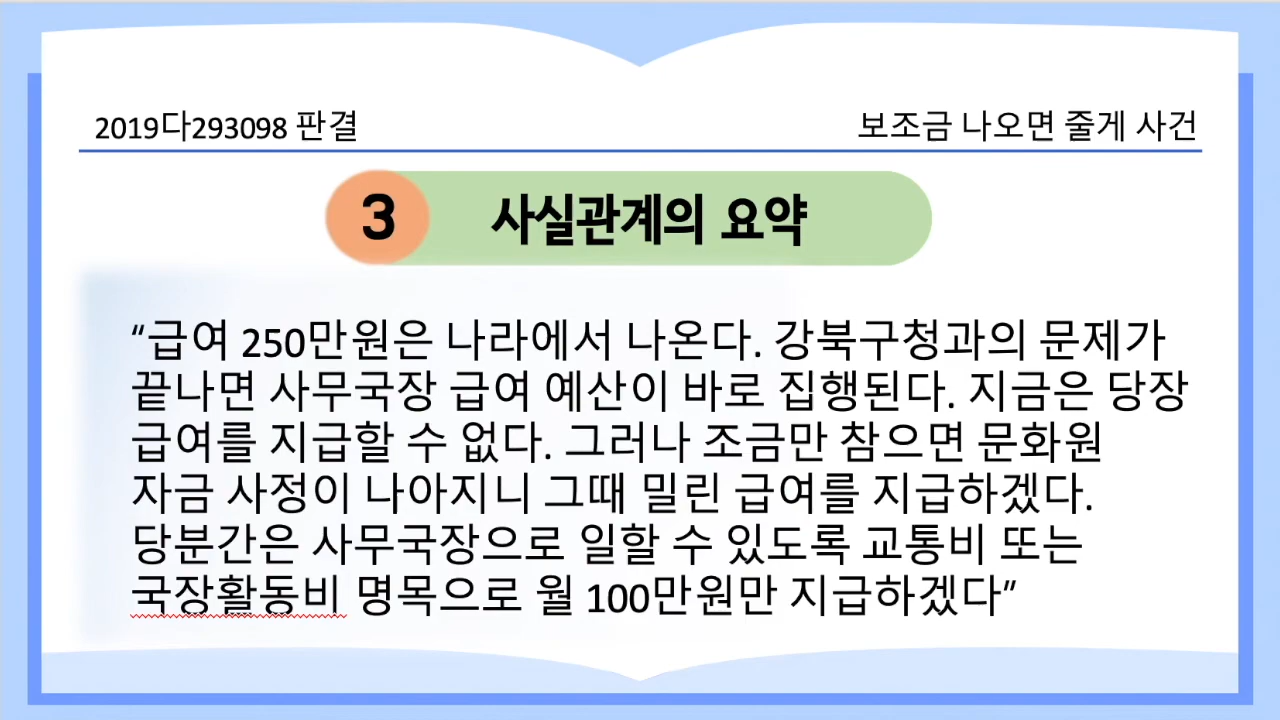 2019다293098 판결
보조금 나오면 줄게 사건
3 사실관계의 요약
“급여 250만원은 나라에서 나온다. 강북구청과의 문제가
끝나면 사무국장 급여 예산이 바로 집행된다. 지금은 당장
급여를 지급할 수 없다. 그러나 조금만 참으면 문화원
자금 사정이 나아지니 그때 밀린 급여를 지급하겠다.
당분간은 사무국장으로 일할 수 있도록 교통비 또는
국장활동비 명목으로 월 100만원만 지급하겠다”